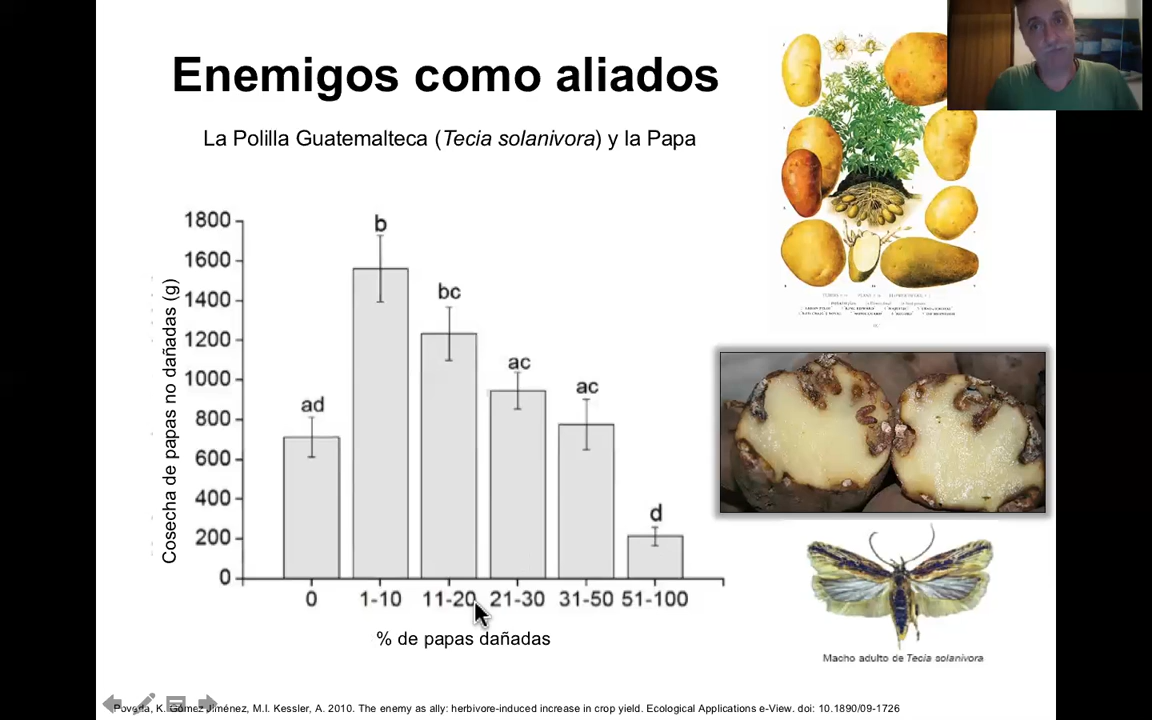 Enemigos como aliados
La Polilla Guatemalteca (Tecia solanivora) y la Papa
Cosecha de papas no dañadas (g)
1800
1600
1400
1200
1000
800
600
400
200
0
ad
b
bc
ac
ac
d
0 1-10 11-20 21-30 31-50 51-100
% de papas dañadas
Macho adulto de Tecia solanivora
K. Gómez Jiménez, M.I. Kessler, A. 2010. The enemy as ally: herbivore-induced increase in crop yield. Ecological Applications e-View. doi: 10.1890/09-1726